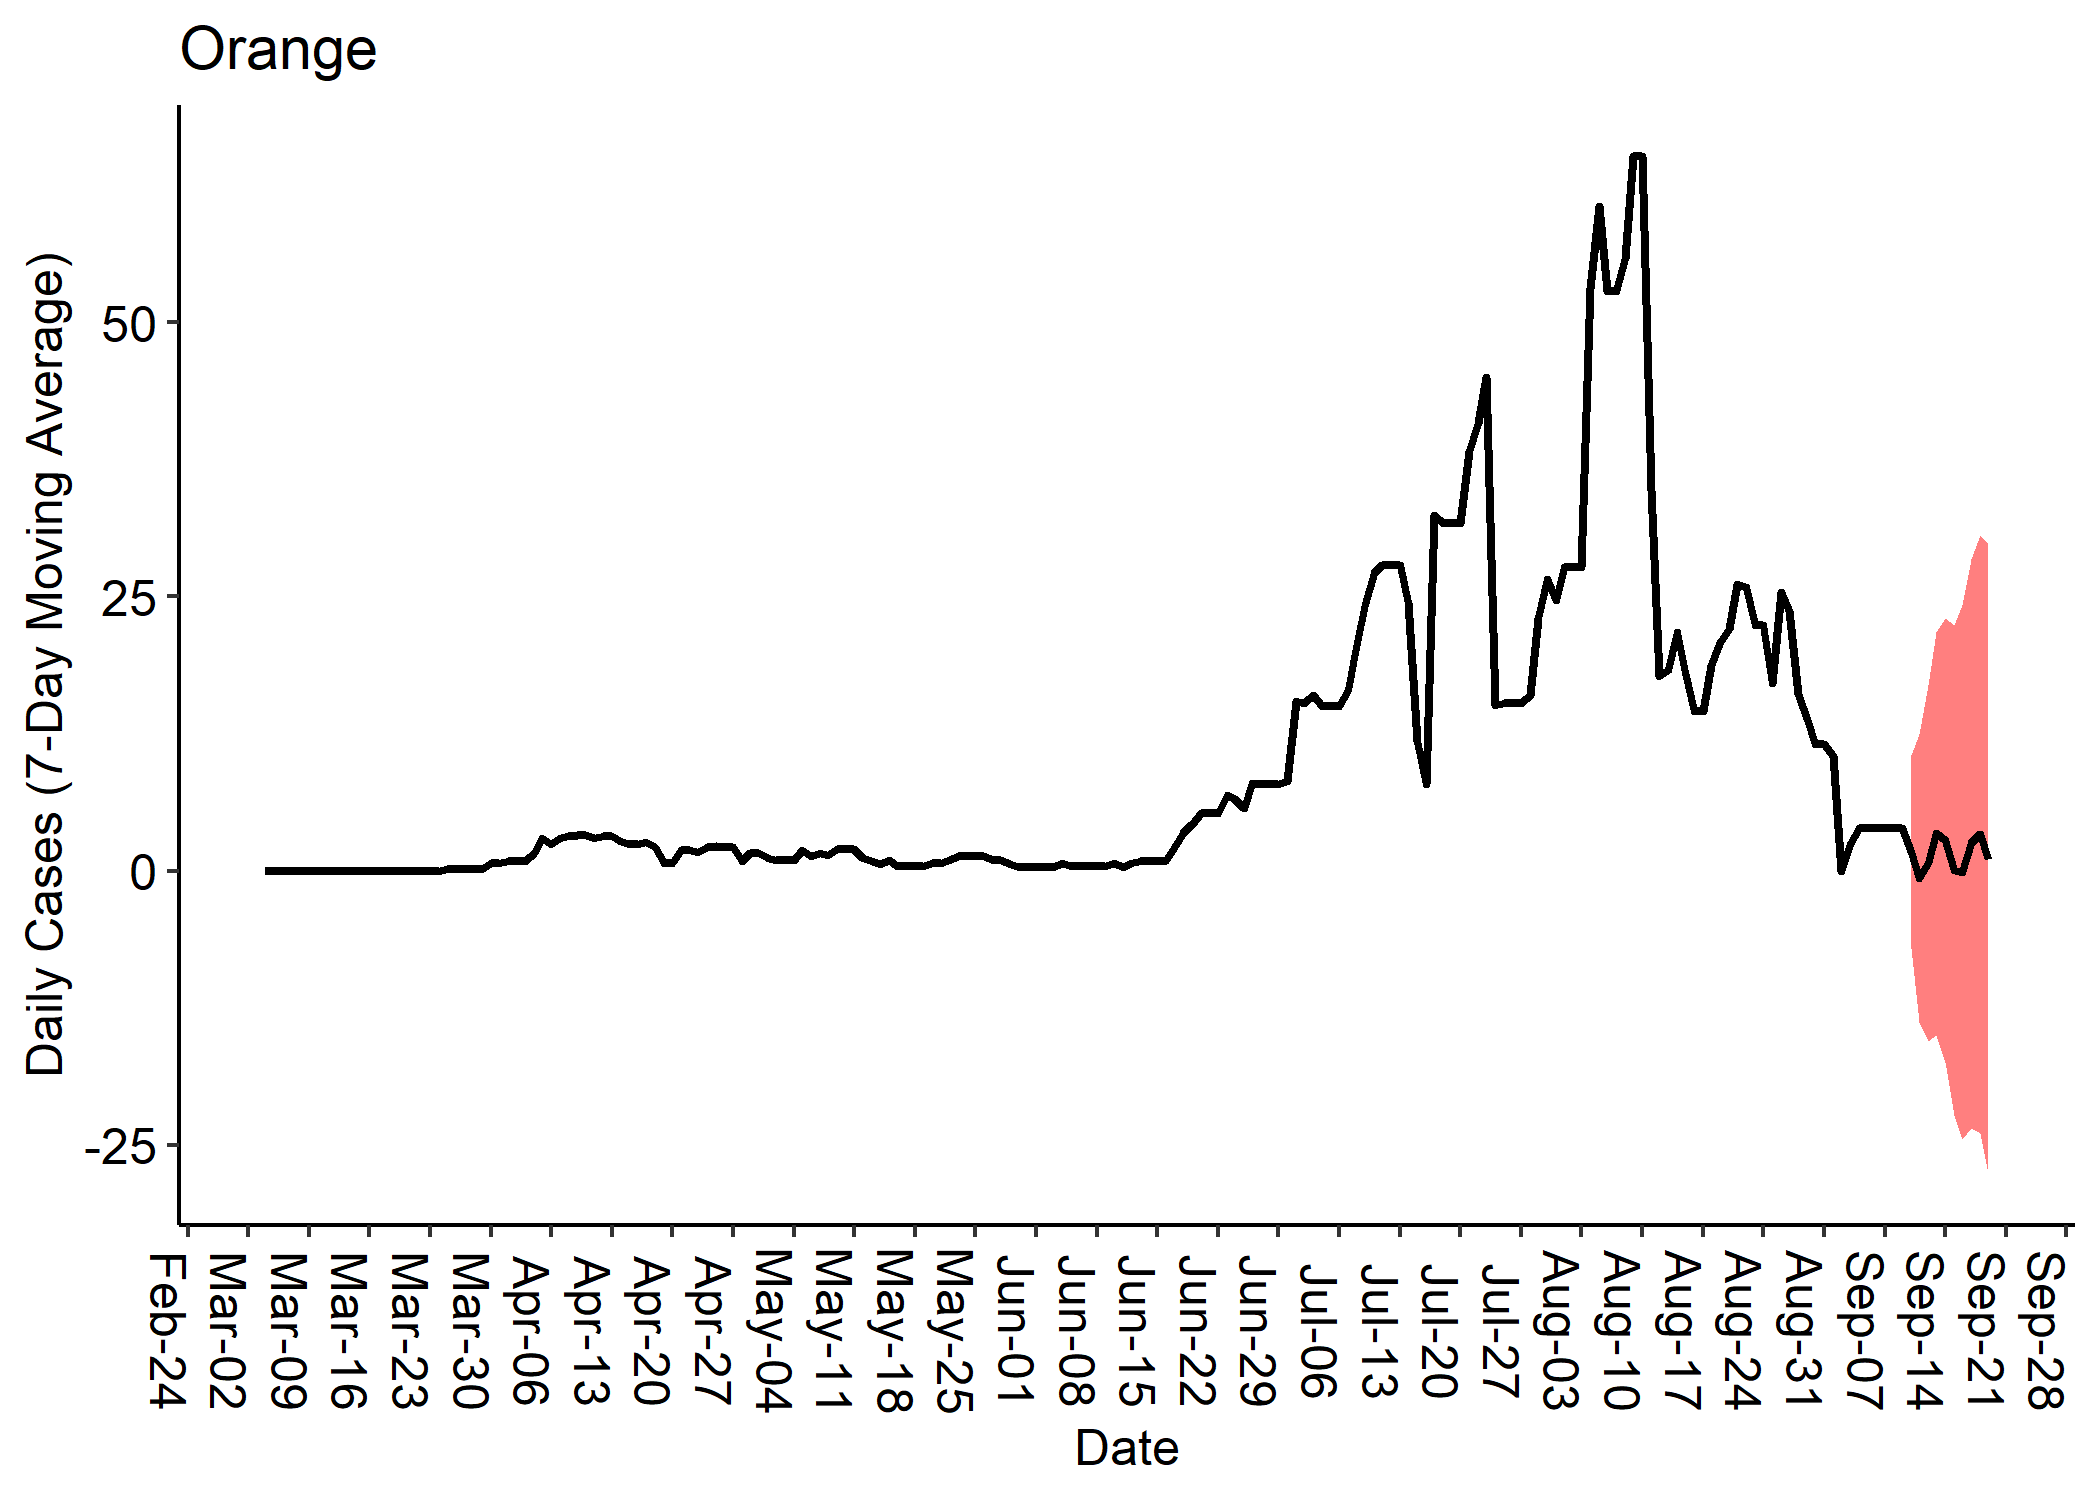 Orange
Daily Cases (7-Day Moving Average)
50
25
0
-25
Feb-24
Mar-02
Mar-09
Mar-16
Mar-23
Mar-30
Apr-06
Apr-13
Apr-20
Apr-27
May-04
May-11
May-18
May-25
Jun-01
Jun-08
Jun-15
Jun-22
Jun-29
Jul-06
Jul-13
Jul-20
Jul-27
Aug-03
Aug-10
Aug-17
Aug-24
Aug-31
Sep-07
Sep-14
Sep-21
Sep-28
Date